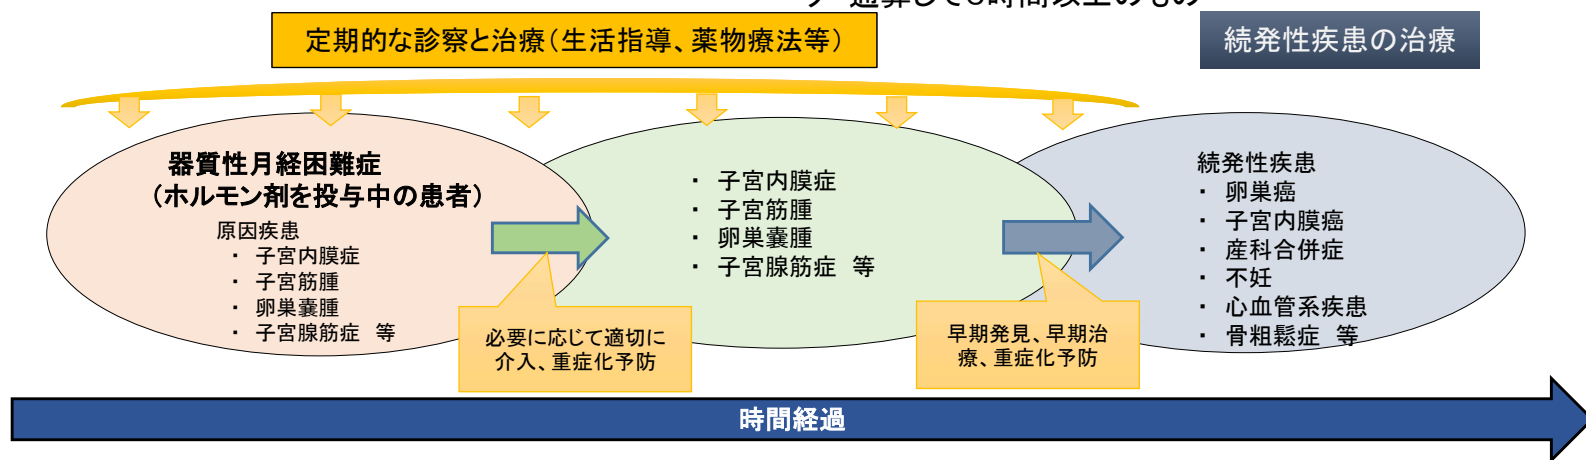 定期的な診察と治療(生活指導、薬物療法等)
続発性疾患の治療
器質性月経困難症
(ホルモン剤を投与中の患者)
原因疾患
・ 子宮内膜症
・ 子宮筋腫
・ 卵巣嚢腫
・ 子宮腺筋症 等
必要に応じて適切に
介入、重症化予防
・ 子宮内膜症
・ 子宮筋腫
・ 卵巣嚢腫
・ 子宮腺筋症 等
早期発見、早期治
療、重症化予防
続発性疾患
・ 卵巣癌
・ 子宮内膜癌
・ 産科合併症
・ 不妊
・ 心血管系疾患
・ 骨粗鬆症 等
時間経過